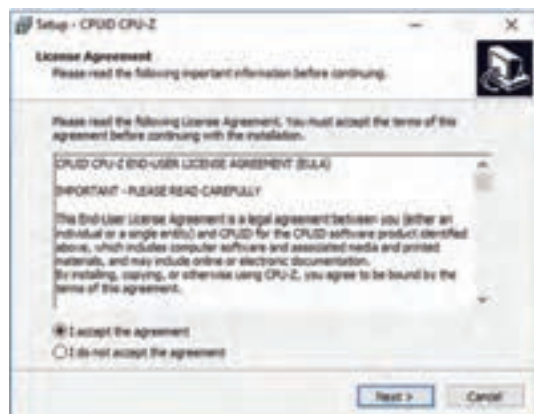 Setup - CPUID CPU-Z
License Agreement
Please read the following important information before continuing.
Please read the following License Agreement. You must accept the terms of this
agreement before continuing with the installation.
CPUID CPU-Z END-USER LICENSE AGREEMENT (EULA)
IMPORTANT - PLEASE READ CAREFULLY
This End-User License Agreement is a legal agreement between you (either an
individual or a single entity) and CPUID for the CPUID software product identified
above, which includes computer software and associated media and printed
materials, and may include online or electronic documentation.
By installing, copying, or otherwise using CPU-Z, you agree to be bound by the
terms of this agreement.
I accept the agreement
I do not accept the agreement
Next >
Cancel